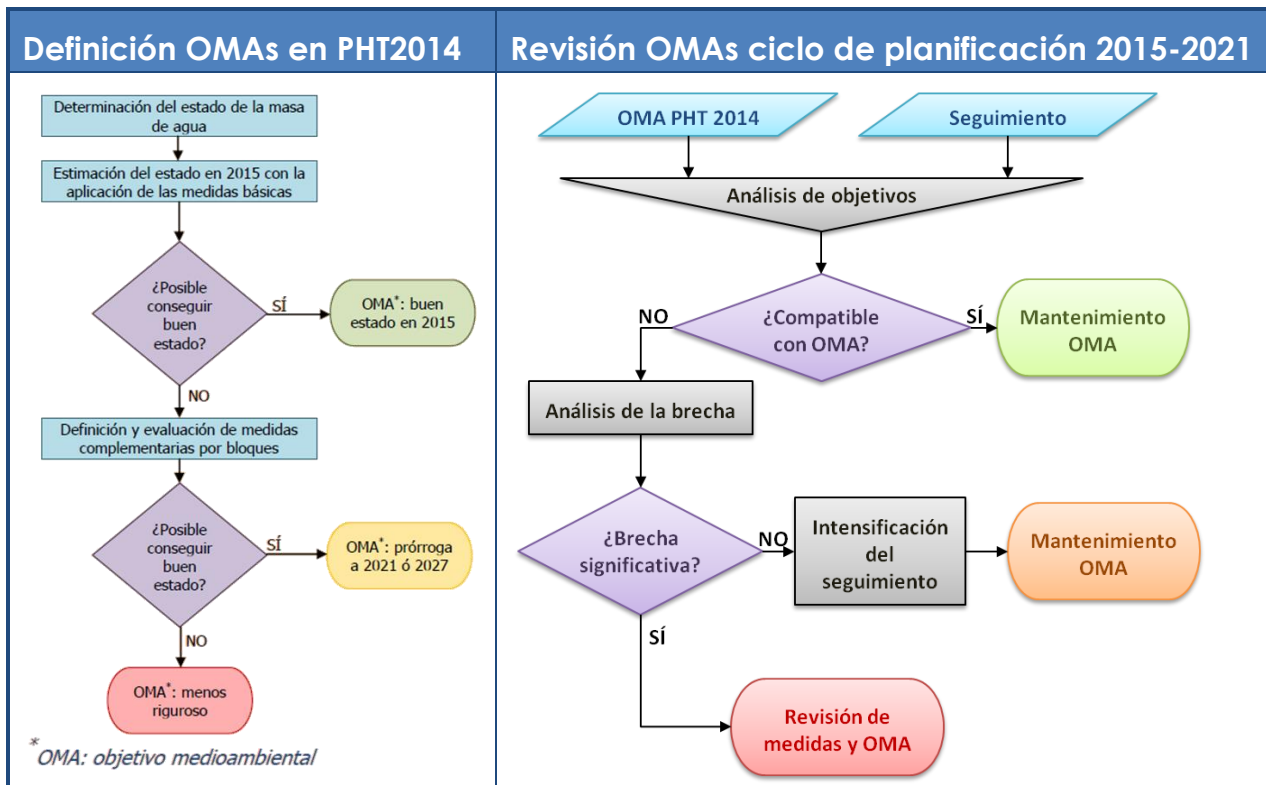 Definición OMAs en PHT2014
Determinación del estado de la masa
de agua
Estimación del estado en 2015 con la
aplicación de las medidas básicas
¿Posible
conseguir
buen
estado?
SÍ
OMA*: buen
estado en 2015
NO
Definición y evaluación de medidas
complementarias por bloques
¿Posible
conseguir
buen
estado?
SÍ
OMA*: prórroga
a 2021 ó 2027
NO
OMA*: menos
riguroso
*OMA: objetivo medioambiental
Revisión OMAs ciclo de planificación 2015-2021
OMA PHT 2014
Seguimiento
Análisis de objetivos
¿Compatible
con OMA?
NO
SÍ
Mantenimiento
OMA
Análisis de la brecha
¿Brecha
significativa?
NO
Intensificación
del
seguimiento
Mantenimiento
OMA
SÍ
Revisión de
medidas y OMA